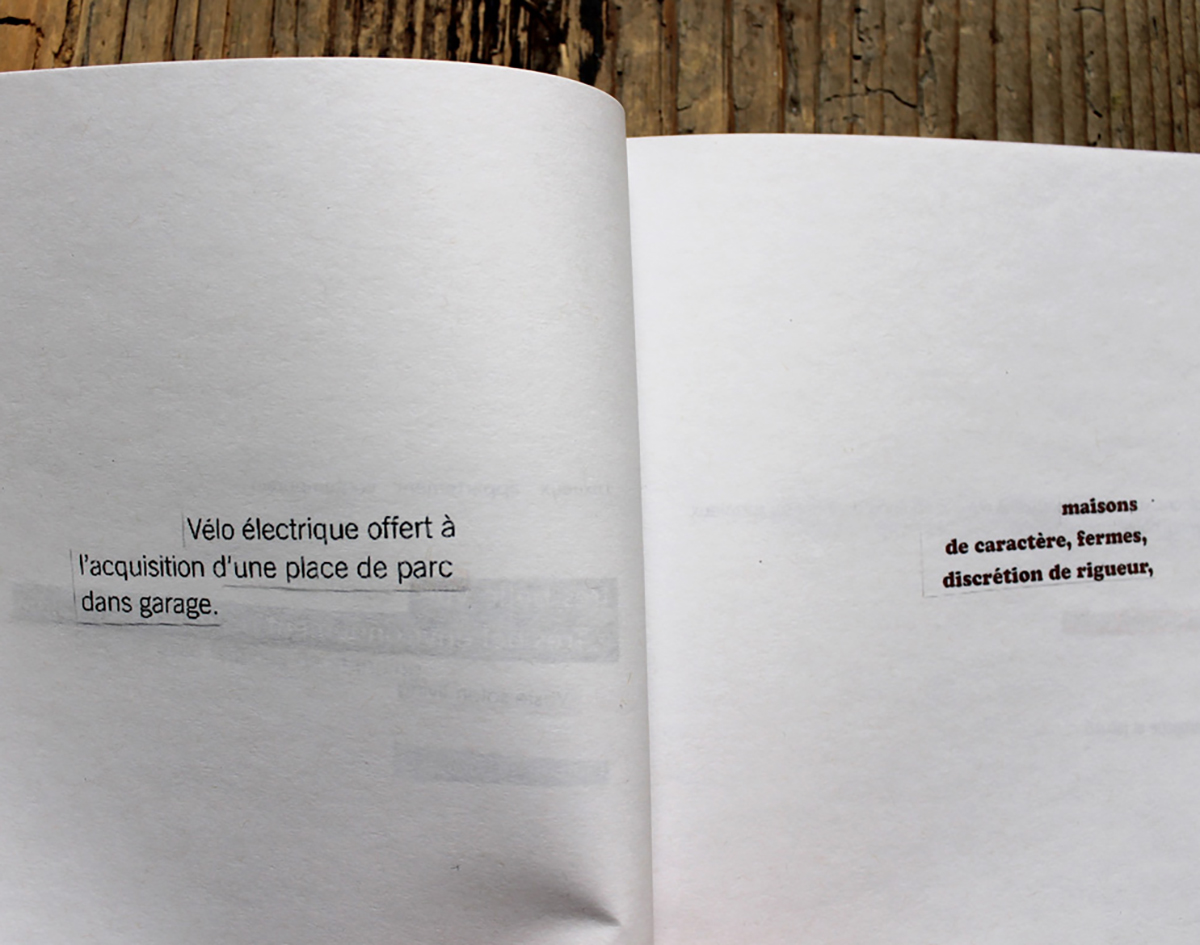 Vélo électrique offert à
l'acquisition d'une place de parc
dans garage.
maisons
de caractère, fermes,
discrétion de rigueur,